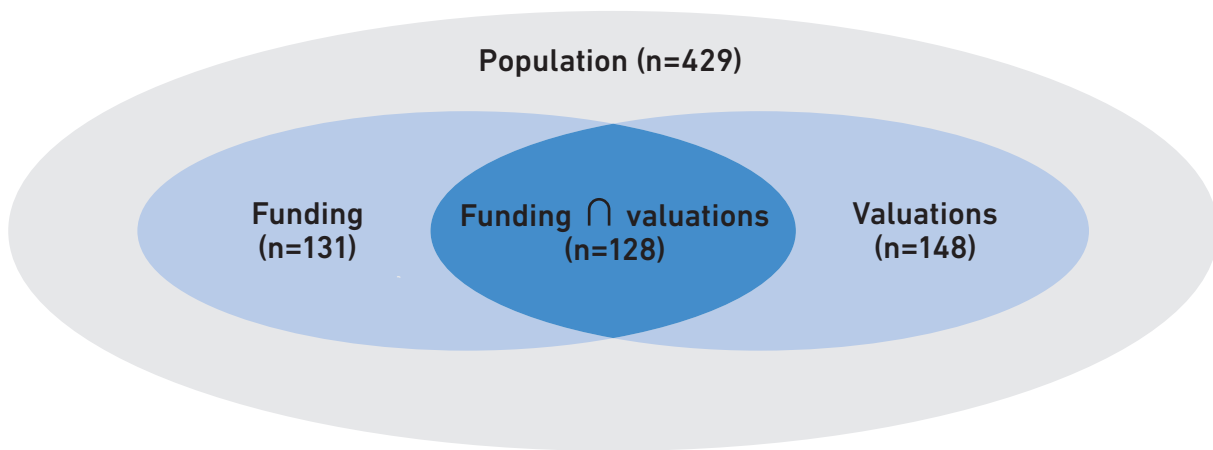 Population (n=429)
Funding
(n=131)
Funding ∩ valuations
(n=128)
Valuations
(n=148)